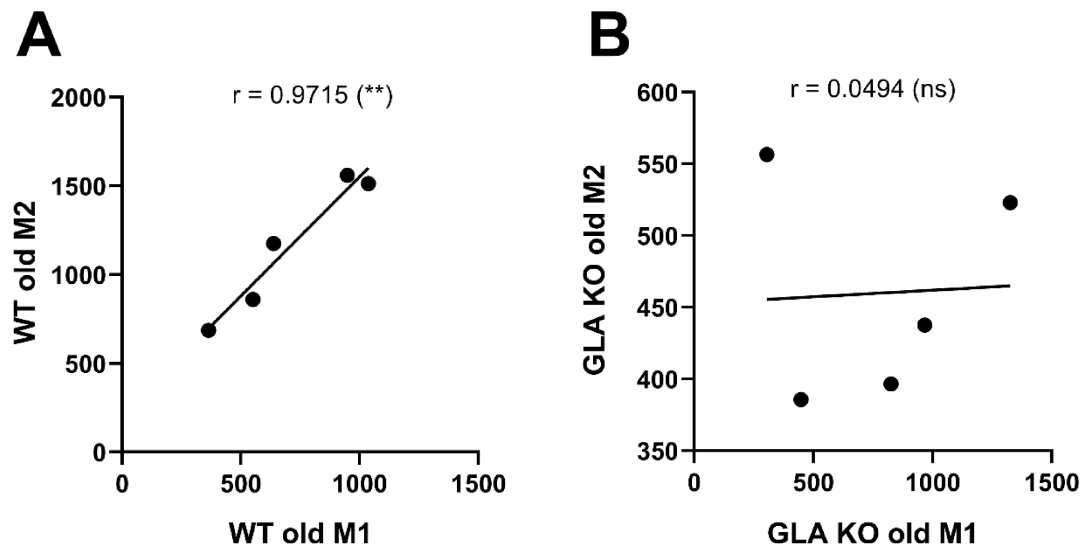 A
r = 0.9715 (**)
WT old M2
2000
1500
1000
500
0
0 500 1000 1500
WT old M1
B
r = 0.0494 (ns)
GLA KO old M2
600
550
500
450
400
350
0 500 1000 1500
GLA KO old M1